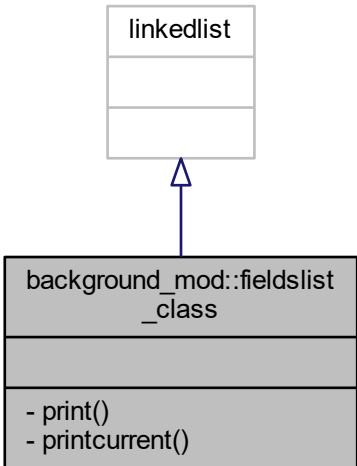 linkedlist
background_mod::fieldslist
_class
- print()
- printcurrent()